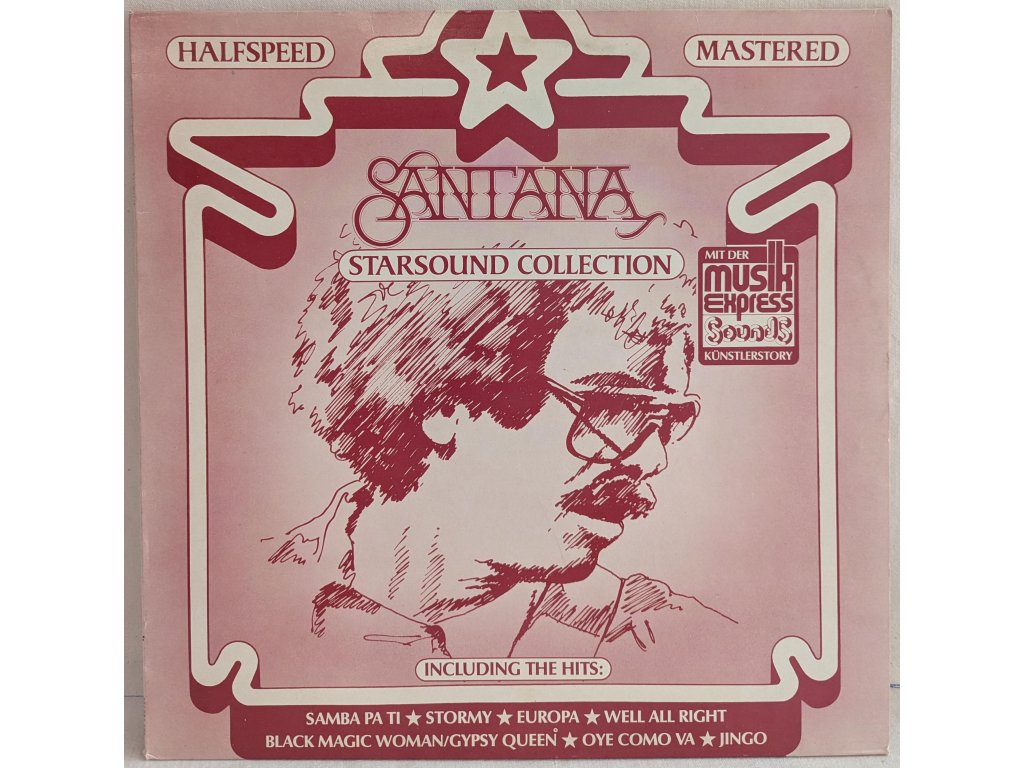 HALFSPEED
MASTERED
SANTANA
STARSOUND COLLECTION
MIT DER
musik
EXPRESS
SOUNDS
KÜNSTLERSTORY
INCLUDING THE HITS:
SAMBA PA TI ★ STORMY ★ EUROPA ★ WELL ALL RIGHT
BLACK MAGIC WOMAN/GYPSY QUEEN ★ OYE COMO VA ★ JINGO